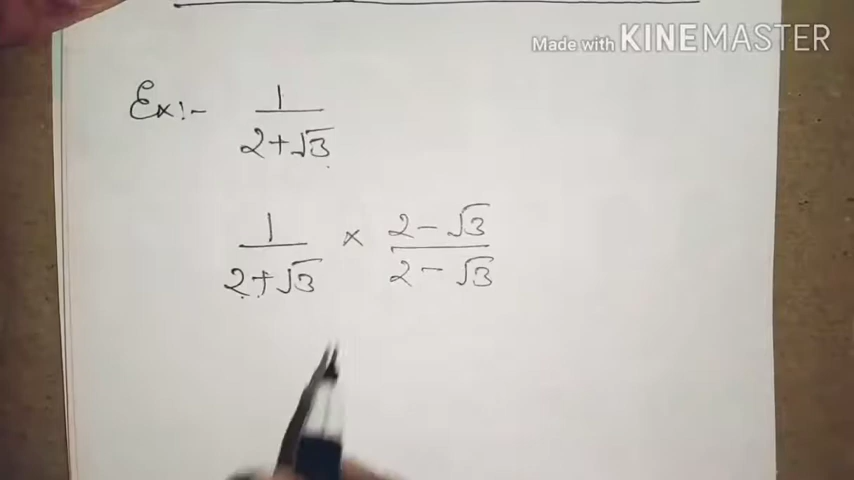 Made with KINEMASTER
Ex:- 1/(2+√3)
1/(2+√3) × (2-√3)/(2-√3)